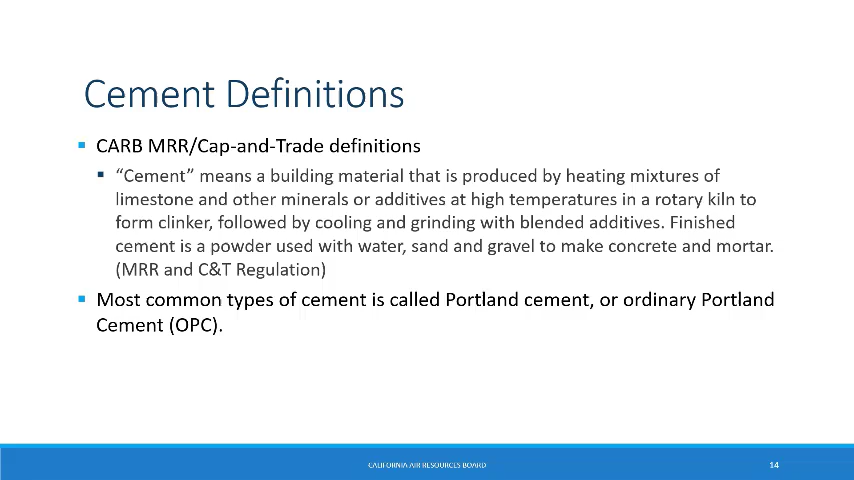 Cement Definitions
CARB MRR/Cap-and-Trade definitions
“Cement” means a building material that is produced by heating mixtures of
limestone and other minerals or additives at high temperatures in a rotary kiln to
form clinker, followed by cooling and grinding with blended additives. Finished
cement is a powder used with water, sand and gravel to make concrete and mortar.
(MRR and C&T Regulation)
Most common types of cement is called Portland cement, or ordinary Portland
Cement (OPC).
CALIFORNIA AIR RESOURCES BOARD
14